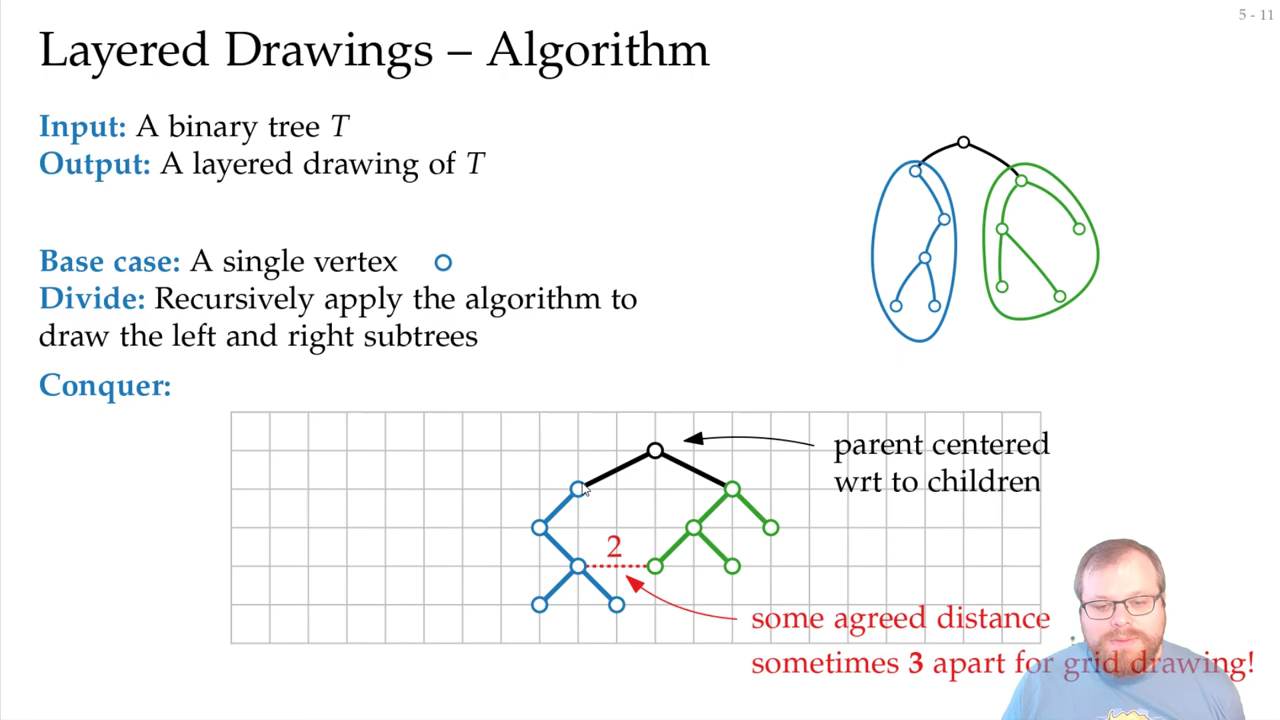 5 - 11
Layered Drawings – Algorithm
Input: A binary tree T
Output: A layered drawing of T
Base case: A single vertex
Divide: Recursively apply the algorithm to
draw the left and right subtrees
Conquer:
parent centered
wrt to children
2
some agreed distance
sometimes 3 apart for grid drawing!